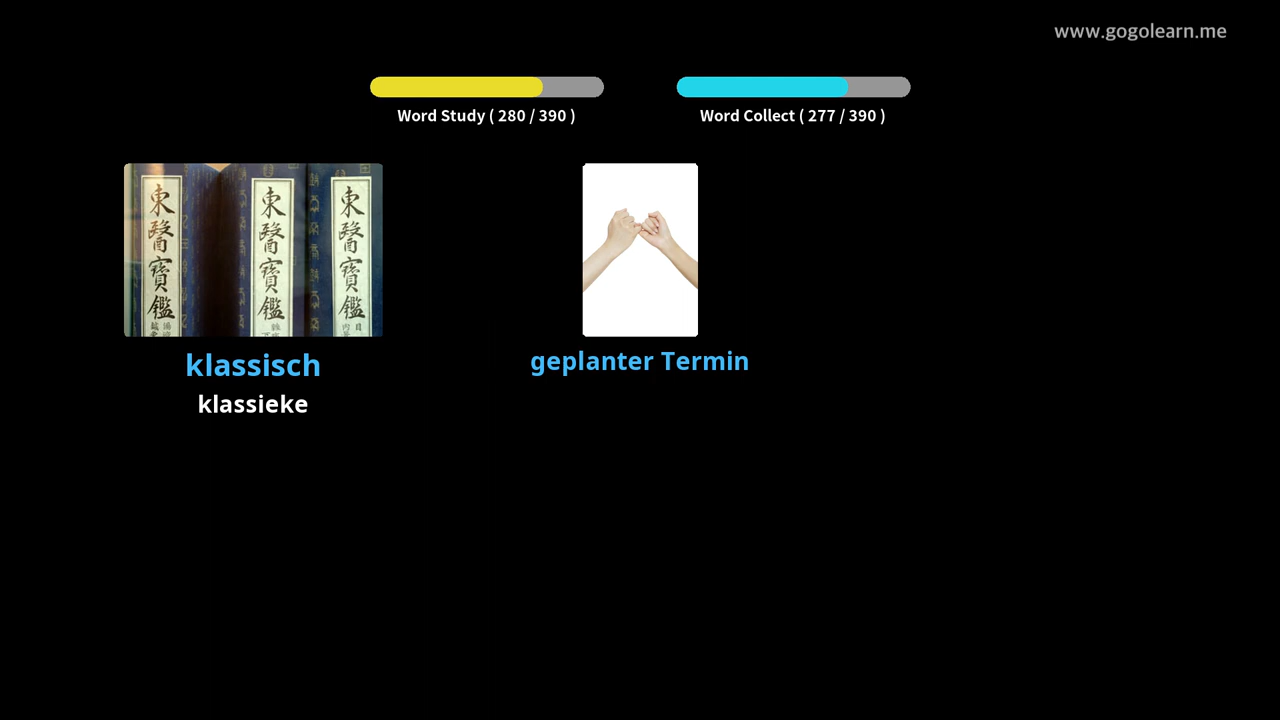 www.gogolearn.me
Word Study ( 280 / 390 )
Word Collect ( 277 / 390 )
東醫寶鑑
東醫寶鑑
東醫寶鑑
klassisch
klassieke
geplanter Termin